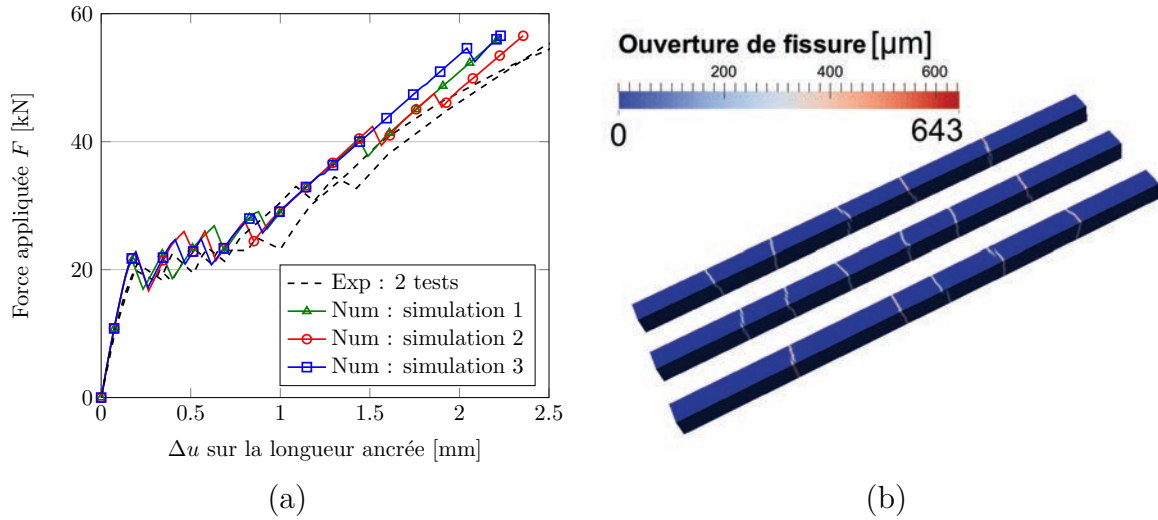 60
40
20
0
Force appliquée F [kN]
0 0.5 1 1.5 2 2.5
Δu sur la longueur ancrée [mm]
Exp : 2 tests
Num : simulation 1
Num : simulation 2
Num : simulation 3
(a)
Ouverture de fissure [µm]
200 400 600
0 643
(b)